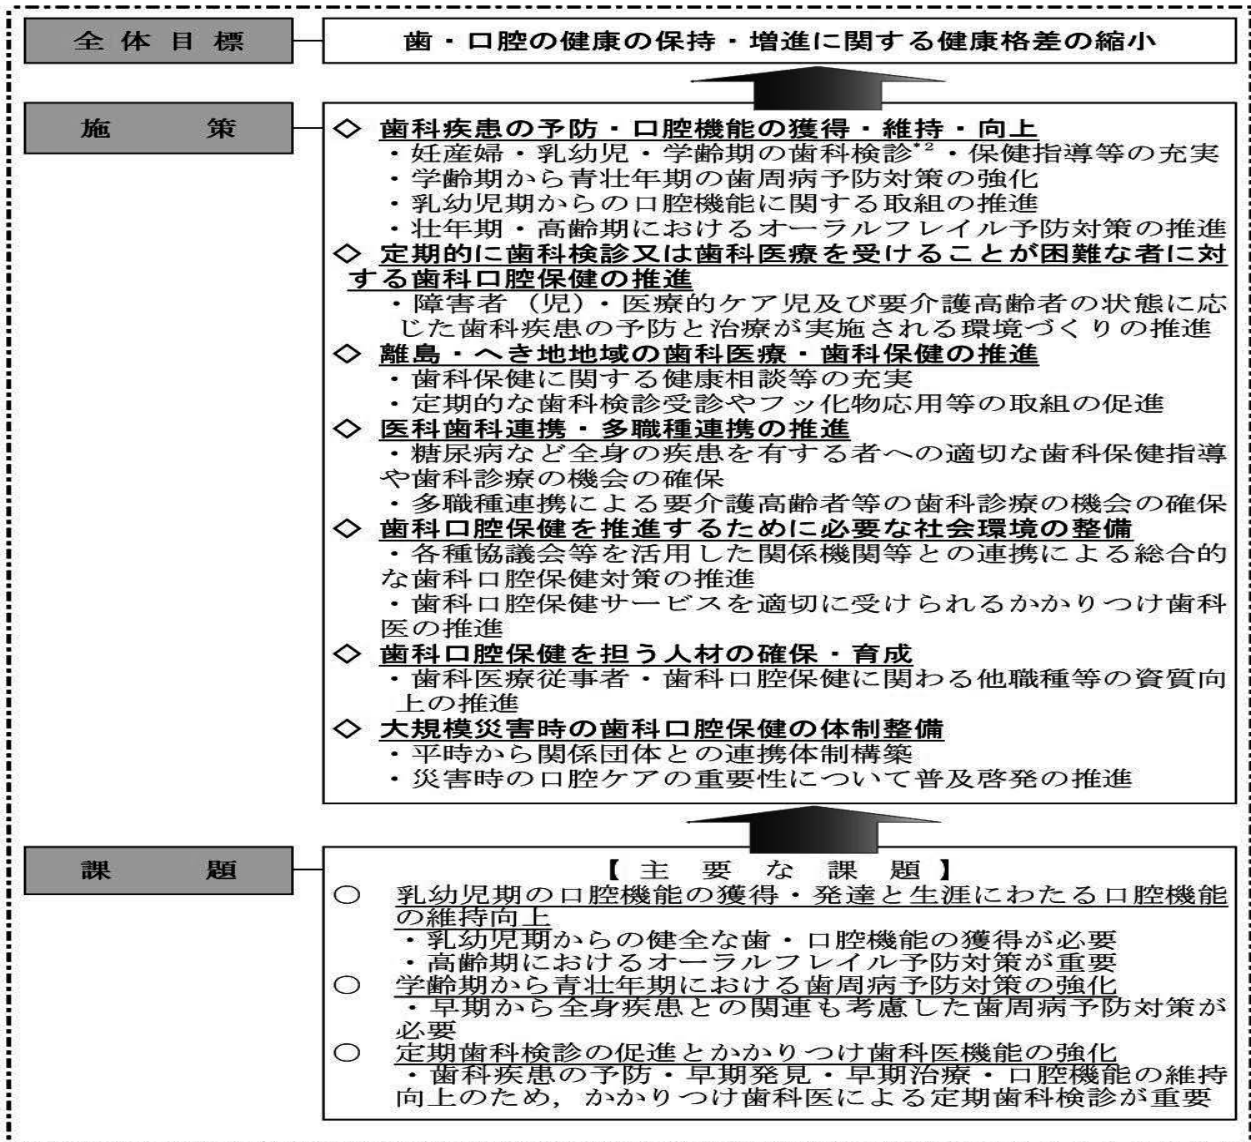 全体目標
歯・口腔の健康の保持・増進に関する健康格差の縮小
施策
◇ 歯科疾患の予防・口腔機能の獲得・維持・向上
・妊産婦・乳幼児・学齢期の歯科検診*2・保健指導等の充実
・学齢期から青壮年期の歯周病予防対策の強化
・乳幼児期からの口腔機能に関する取組の推進
・壮年期・高齢期におけるオーラルフレイル予防対策の推進
◇ 定期的に歯科検診又は歯科医療を受けることが困難な者に対
する歯科口腔保健の推進
・障害者（児）・医療的ケア児及び要介護高齢者の状態に応
じた歯科疾患の予防と治療が実施される環境づくりの推進
◇ 離島・へき地地域の歯科医療・歯科保健の推進
・歯科保健に関する健康相談等の充実
・定期的な歯科検診受診やフッ化物応用等の取組の促進
◇ 医科歯科連携・多職種連携の推進
・糖尿病など全身の疾患を有する者への適切な歯科保健指導
や歯科診療の機会の確保
・多職種連携による要介護高齢者等の歯科診療の機会の確保
◇ 歯科口腔保健を推進するために必要な社会環境の整備
・各種協議会等を活用した関係機関等との連携による総合的
な歯科口腔保健対策の推進
・歯科口腔保健サービスを適切に受けられるかかりつけ歯科
医の推進
◇ 歯科口腔保健を担う人材の確保・育成
・歯科医療従事者・歯科口腔保健に関わる他職種等の資質向
上の推進
◇ 大規模災害時の歯科口腔保健の体制整備
・平時から関係団体との連携体制構築
・災害時の口腔ケアの重要性について普及啓発の推進
課題
【主要な課題】
○ 乳幼児期の口腔機能の獲得・発達と生涯にわたる口腔機能
の維持向上
・乳幼児期からの健全な歯・口腔機能の獲得が必要
・高齢期におけるオーラルフレイル予防対策が重要
○ 学齢期から青壮年期における歯周病予防対策の強化
・早期から全身疾患との関連も考慮した歯周病予防対策が
必要
○ 定期歯科検診の促進とかかりつけ歯科医機能の強化
・歯科疾患の予防・早期発見・早期治療・口腔機能の維持
向上のため，かかりつけ歯科医による定期歯科検診が重要